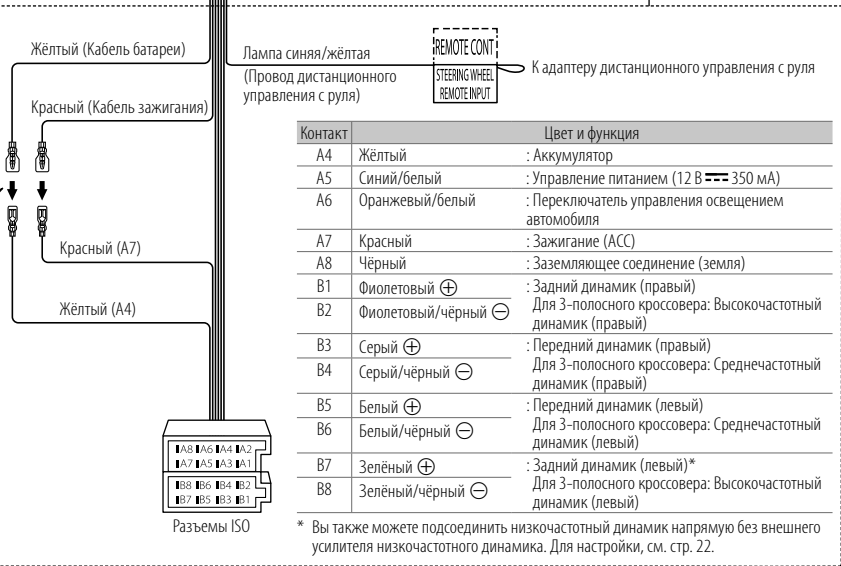 Жёлтый (Кабель батареи)
Красный (Кабель зажигания)
Красный (A7)
Жёлтый (A4)
Лампа синяя/жёлтая
(Провод дистанционного
управления с руля)
REMOTE CONT
STEERING WHEEL
REMOTE INPUT
К адаптеру дистанционного управления с руля
Контакт Цвет и функция
A4 Жёлтый : Аккумулятор
A5 Синий/белый : Управление питанием (12 В ⎓ 350 мА)
A6 Оранжевый/белый : Переключатель управления освещением
автомобиля
A7 Красный : Зажигание (ACC)
A8 Чёрный : Заземляющее соединение (земля)
B1 Фиолетовый ⊕ : Задний динамик (правый)
B2 Фиолетовый/чёрный ⊖ Для 3-полосного кроссовера: Высокочастотный
динамик (правый)
B3 Серый ⊕ : Передний динамик (правый)
B4 Серый/чёрный ⊖ Для 3-полосного кроссовера: Среднечастотный
динамик (правый)
B5 Белый ⊕ : Передний динамик (левый)
B6 Белый/чёрный ⊖ Для 3-полосного кроссовера: Среднечастотный
динамик (левый)
B7 Зелёный ⊕ : Задний динамик (левый)*
B8 Зелёный/чёрный ⊖ Для 3-полосного кроссовера: Высокочастотный
динамик (левый)
* Вы также можете подсоединить низкочастотный динамик напрямую без внешнего
усилителя низкочастотного динамика. Для настройки, см. стр. 22.
A8 A6 A4 A2
A7 A5 A3 A1
B8 B6 B4 B2
B7 B5 B3 B1
Разъемы ISO